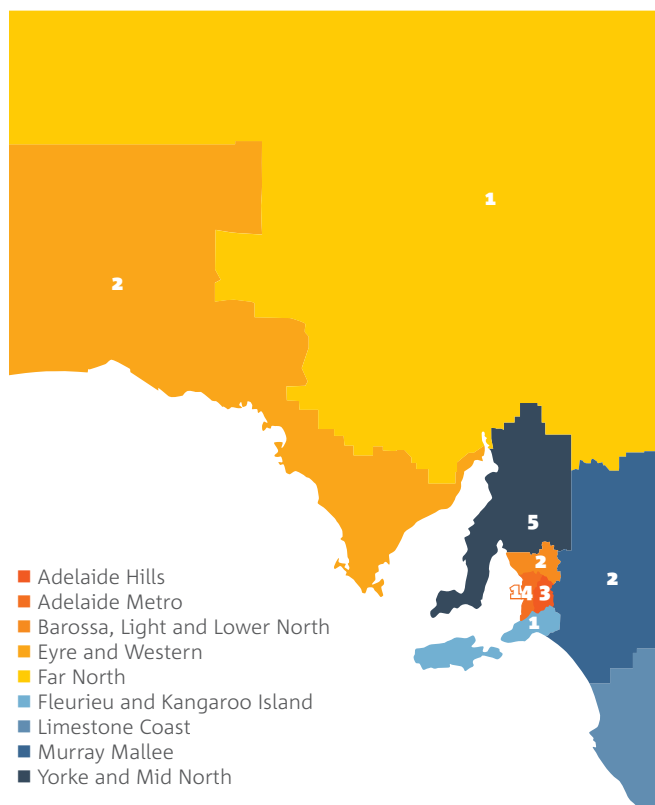 1
2
5
2
2
14
3
1
Adelaide Hills
Adelaide Metro
Barossa, Light and Lower North
Eyre and Western
Far North
Fleurieu and Kangaroo Island
Limestone Coast
Murray Mallee
Yorke and Mid North